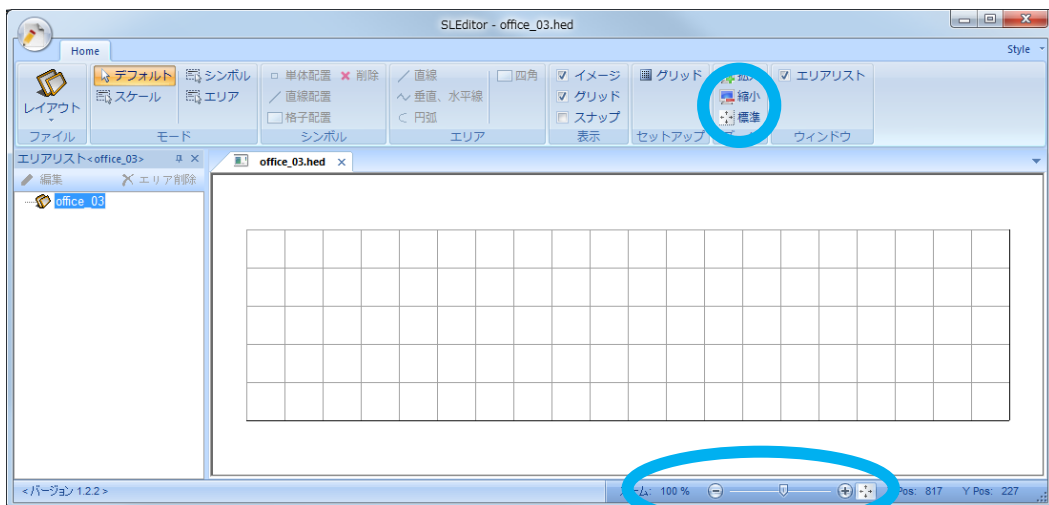 SLEditor - office_03.hed
Home
Style
レイアウト
デフォルト
スケール
シンボル
エリア
単体配置
削除
直線配置
格子配置
直線
垂直、水平線
円弧
四角
イメージ
グリッド
スナップ
グリッド
縮小
標準
エリアリスト
ファイル
モード
シンボル
エリア
表示
セットアップ
ウィンドウ
エリアリスト<office_03>
編集
エリア削除
office_03
office_03.hed
<バージョン 1.2.2 >
100 %
Pos: 817
Y Pos: 227